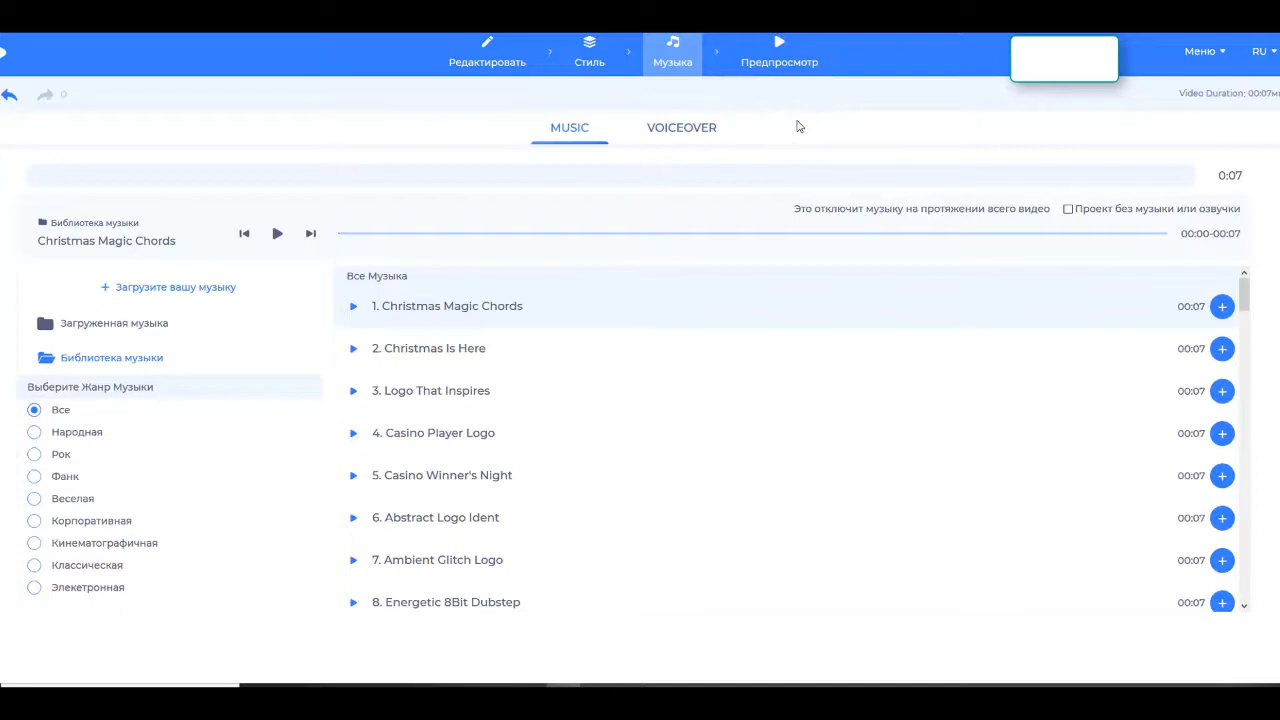 Редактировать
Стиль
Музыка
Предпросмотр
Меню
RU
0
Video Duration; 00:07
MUSIC
VOICEOVER
0:07
Это отключит музыку на протяжении всего видео
Проект без музыки или озвучки
Библиотека музыки
Christmas Magic Chords
00:00-00:07
+ Загрузите вашу музыку
Загруженная музыка
Библиотека музыки
Выберите Жанр Музыки
Все
Народная
Рок
Фанк
Веселая
Корпоративная
Кинематографичная
Классическая
Элекетронная
Все Музыка
1. Christmas Magic Chords 00:07 +
2. Christmas Is Here 00:07 +
3. Logo That Inspires 00:07 +
4. Casino Player Logo 00:07 +
5. Casino Winner's Night 00:07 +
6. Abstract Logo Ident 00:07 +
7. Ambient Glitch Logo 00:07 +
8. Energetic 8Bit Dubstep 00:07 +